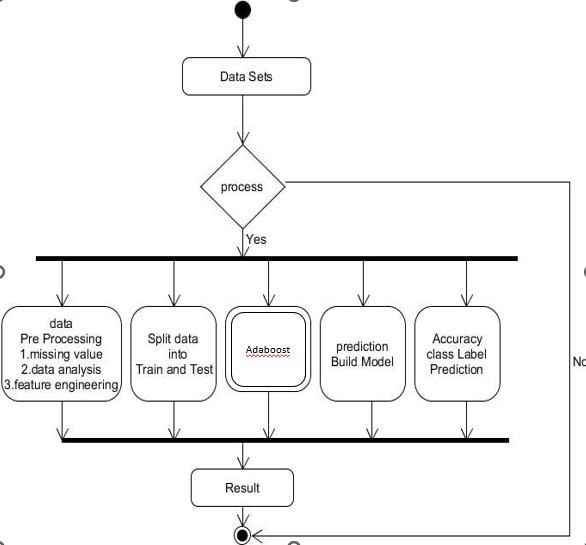 Data Sets
process
Yes
data
Pre Processing
1.missing value
2.data analysis
3.feature engineering
Split data
into
Train and Test
Adaboost
prediction
Build Model
Accuracy
class Label
Prediction
No
Result